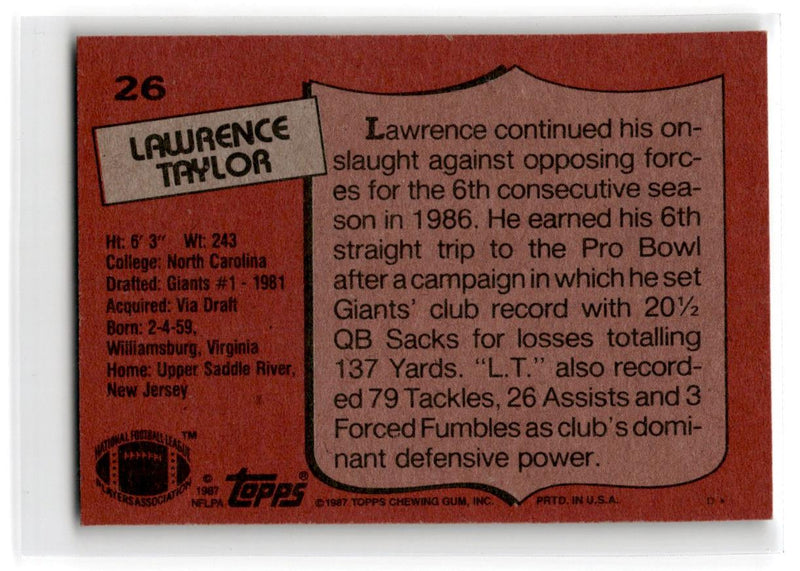 26
LAWRENCE
TAYLOR
Ht: 6' 3" Wt: 243
College: North Carolina
Drafted: Giants #1 - 1981
Acquired: Via Draft
Born: 2-4-59,
Williamsburg, Virginia
Home: Upper Saddle River,
New Jersey
Lawrence continued his on-
slaught against opposing forc-
es for the 6th consecutive sea-
son in 1986. He earned his 6th
straight trip to the Pro Bowl
after a campaign in which he set
Giants' club record with 20½
QB Sacks for losses totalling
137 Yards. "L.T." also record-
ed 79 Tackles, 26 Assists and 3
Forced Fumbles as club's domi-
nant defensive power.
NATIONAL FOOTBALL LEAGUE
PLAYERS ASSOCIATION
™
© 1987
NFLPA
TOPPS®
© 1987 TOPPS CHEWING GUM, INC. PRTD. IN U.S.A. D*